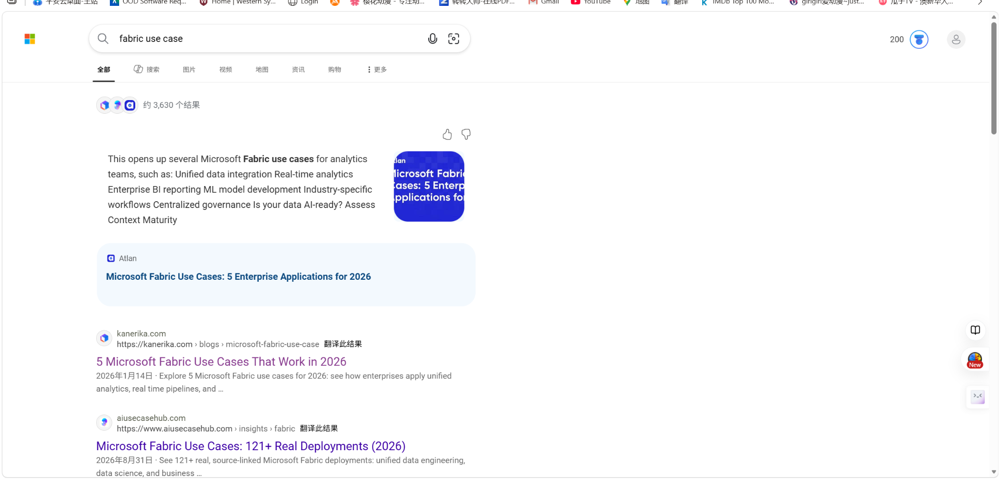 平安云桌面-主站
OOD Software Req...
Home | Western Sy...
Login
樱花动漫 - 专注动...
转转大师-在线PDF...
Gmail
YouTube
地图
翻译
IMDb Top 100 Mo...
girigiri爱动漫~just...
瓜子TV - 澳新华人...
fabric use case
200
全部
搜索
图片
视频
地图
资讯
购物
更多
约 3,630 个结果
This opens up several Microsoft Fabric use cases for analytics
teams, such as: Unified data integration Real-time analytics
Enterprise BI reporting ML model development Industry-specific
workflows Centralized governance Is your data AI-ready? Assess
Context Maturity
tlan
Microsoft Fabric
Cases: 5 Enterp
Applications for
Atlan
Microsoft Fabric Use Cases: 5 Enterprise Applications for 2026
kanerika.com
https://kanerika.com › blogs › microsoft-fabric-use-case 翻译此结果
5 Microsoft Fabric Use Cases That Work in 2026
2026年1月14日 · Explore 5 Microsoft Fabric use cases for 2026: see how enterprises apply unified
analytics, real time pipelines, and ...
New
aiusecasehub.com
https://www.aiusecasehub.com › insights › fabric 翻译此结果
Microsoft Fabric Use Cases: 121+ Real Deployments (2026)
2026年8月31日 · See 121+ real, source-linked Microsoft Fabric deployments: unified data engineering,
data science, and business ...